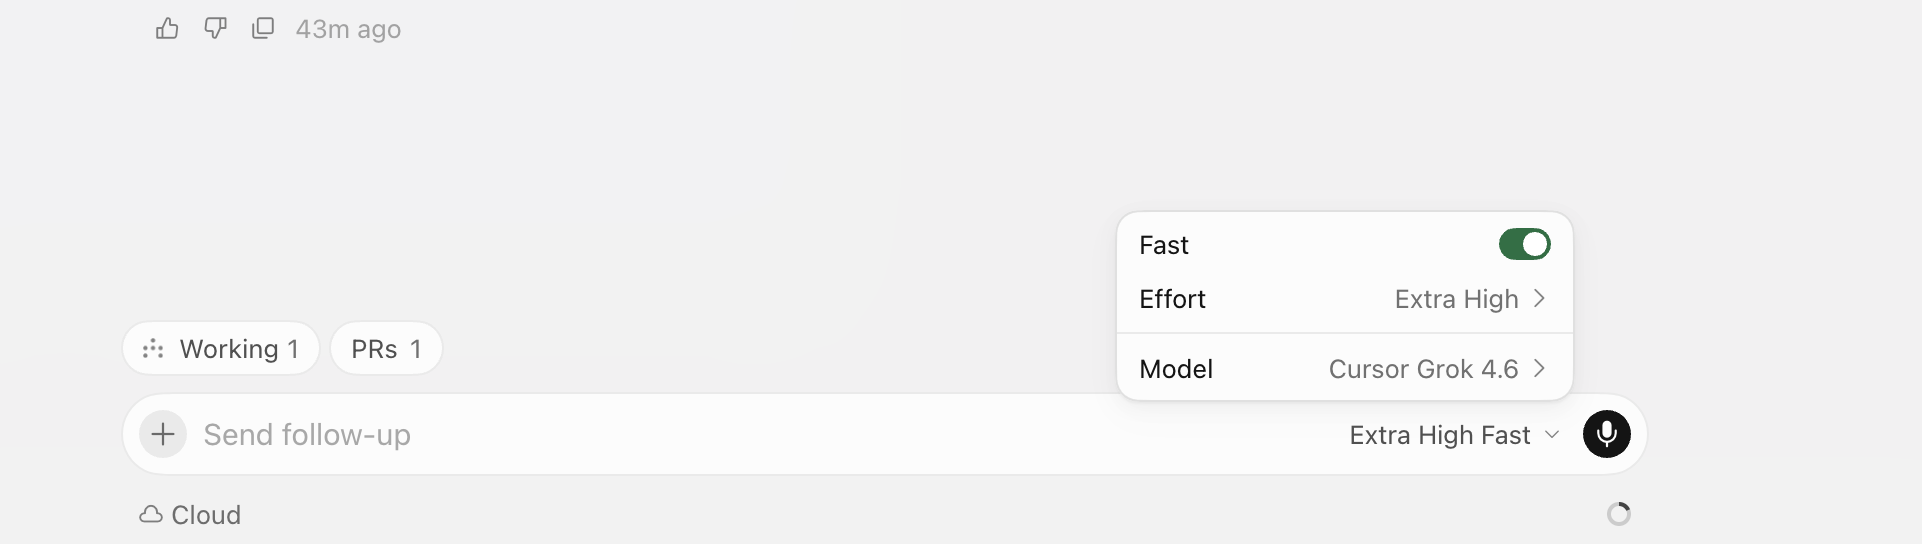 43m ago
Fast
Effort Extra High
Working 1 PRs 1
Model Cursor Grok 4.6
Send follow-up Extra High Fast
Cloud